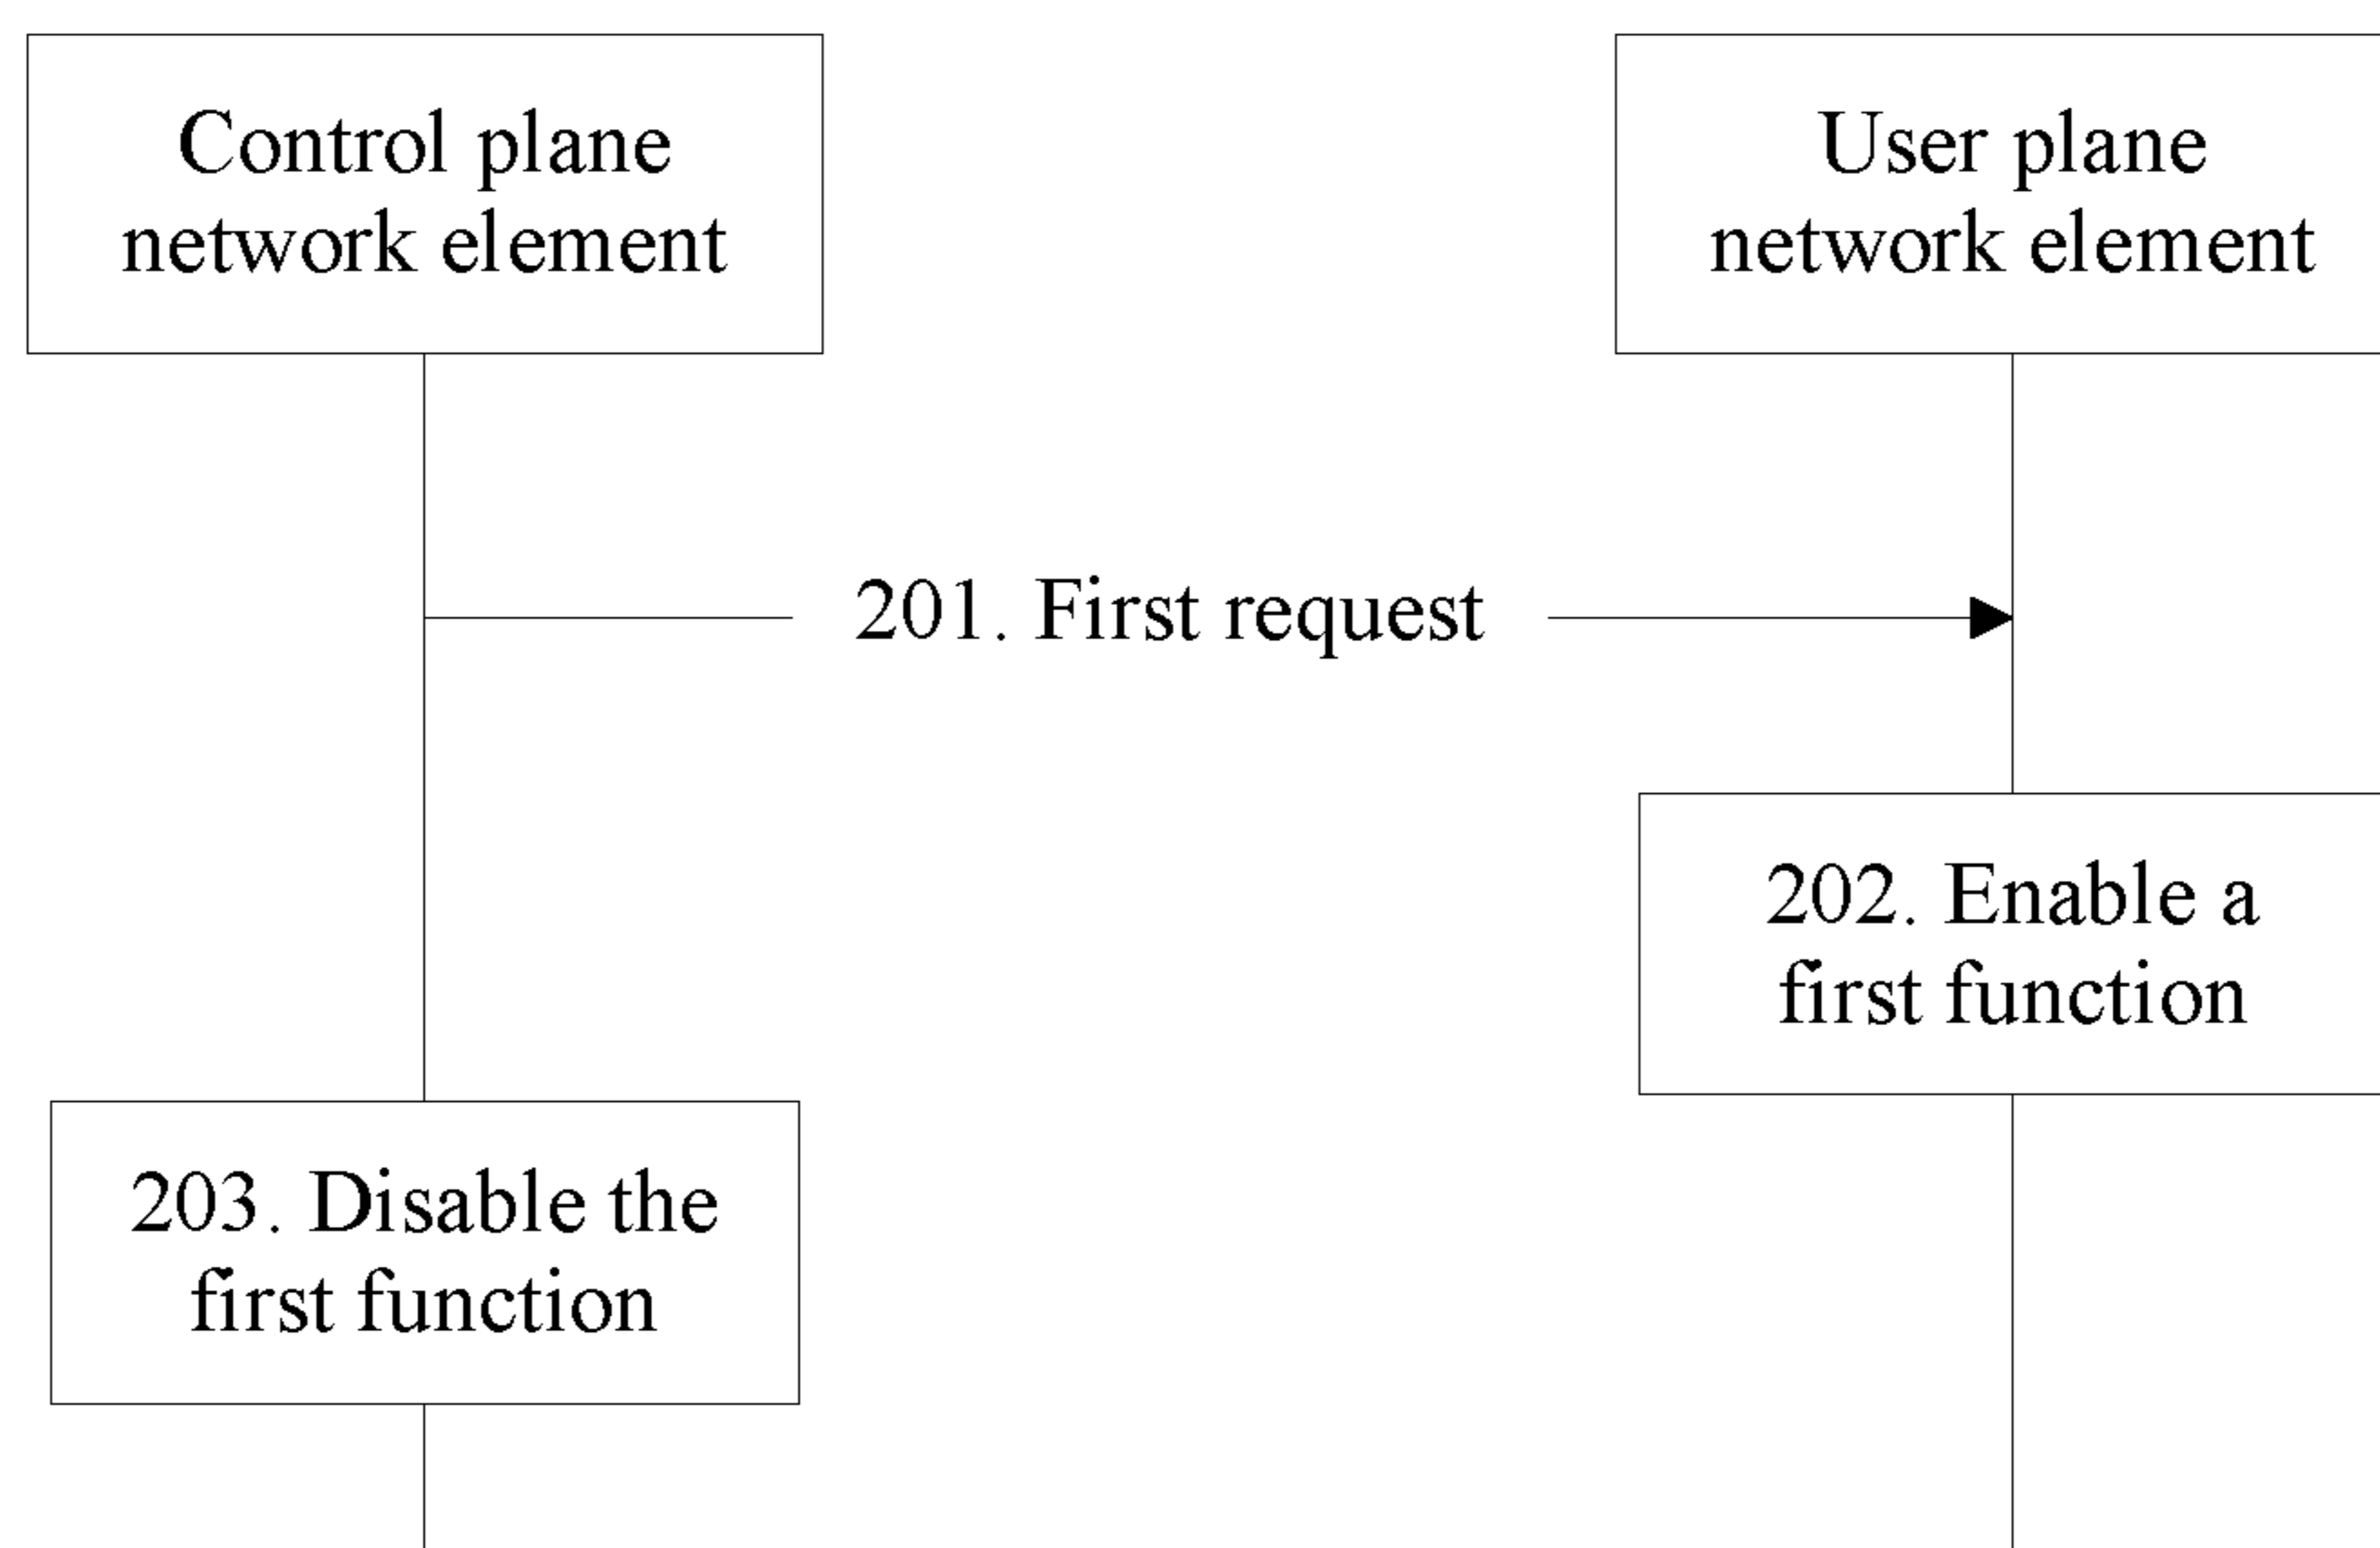 Control plane
network element
User plane
network element
201. First request
202. Enable a
first function
203. Disable the
first function